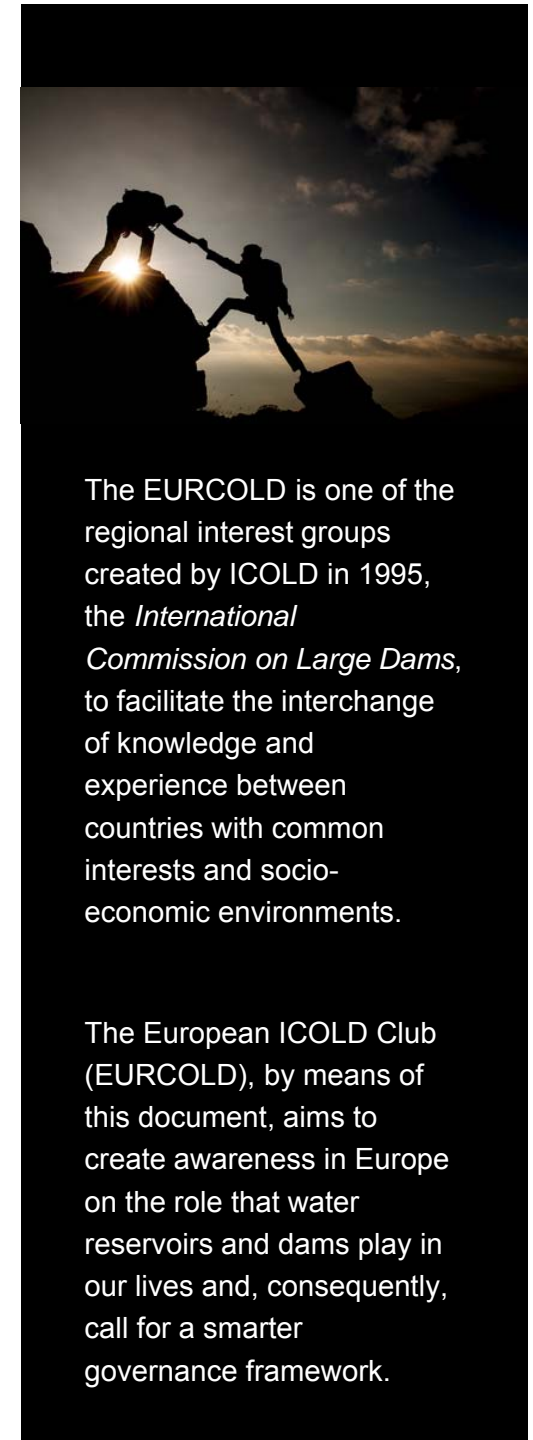 The EURCOLD is one of the
regional interest groups
created by ICOLD in 1995,
the International
Commission on Large Dams,
to facilitate the interchange
of knowledge and
experience between
countries with common
interests and socio-
economic environments.
The European ICOLD Club
(EURCOLD), by means of
this document, aims to
create awareness in Europe
on the role that water
reservoirs and dams play in
our lives and, consequently,
call for a smarter
governance framework.